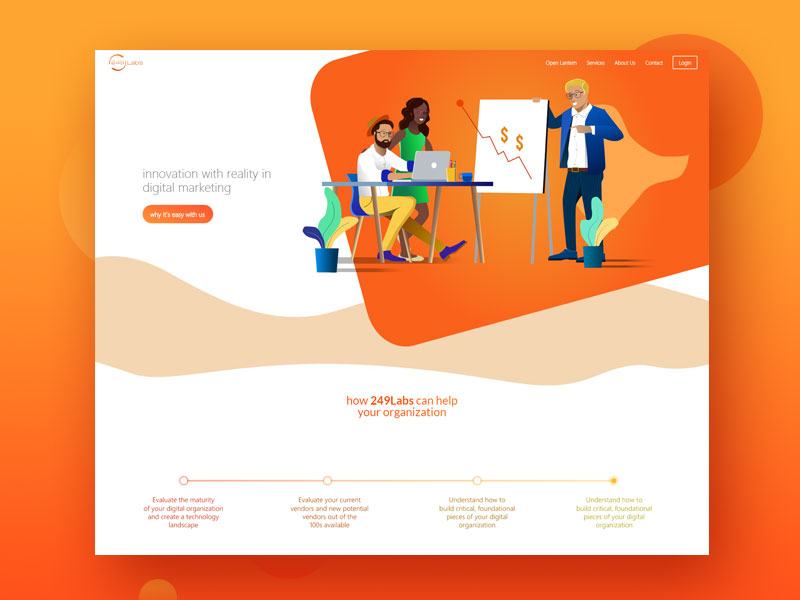 249 Labs
Open Lantern Services About Us Contact Login
$ $
innovation with reality in
digital marketing
why it's easy with us
how 249Labs can help
your organization
Evaluate the maturity
of your digital organization
and create a technology
landscape
Evaluate your current
vendors and new potential
vendors out of the
100s available
Understand how to
build critical, foundational
pieces of your digital
organization
Understand how to
build critical, foundational
pieces of your digital
organization